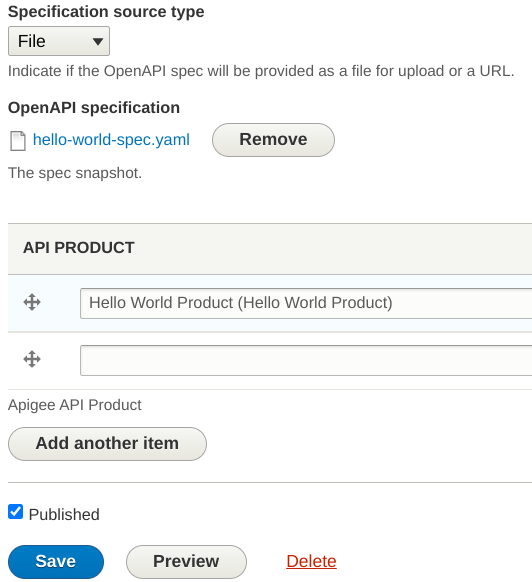 Specification source type
File
Indicate if the OpenAPI spec will be provided as a file for upload or a URL.
OpenAPI specification
hello-world-spec.yaml Remove
The spec snapshot.
API PRODUCT
Hello World Product (Hello World Product)
Apigee API Product
Add another item
Published
Save Preview Delete